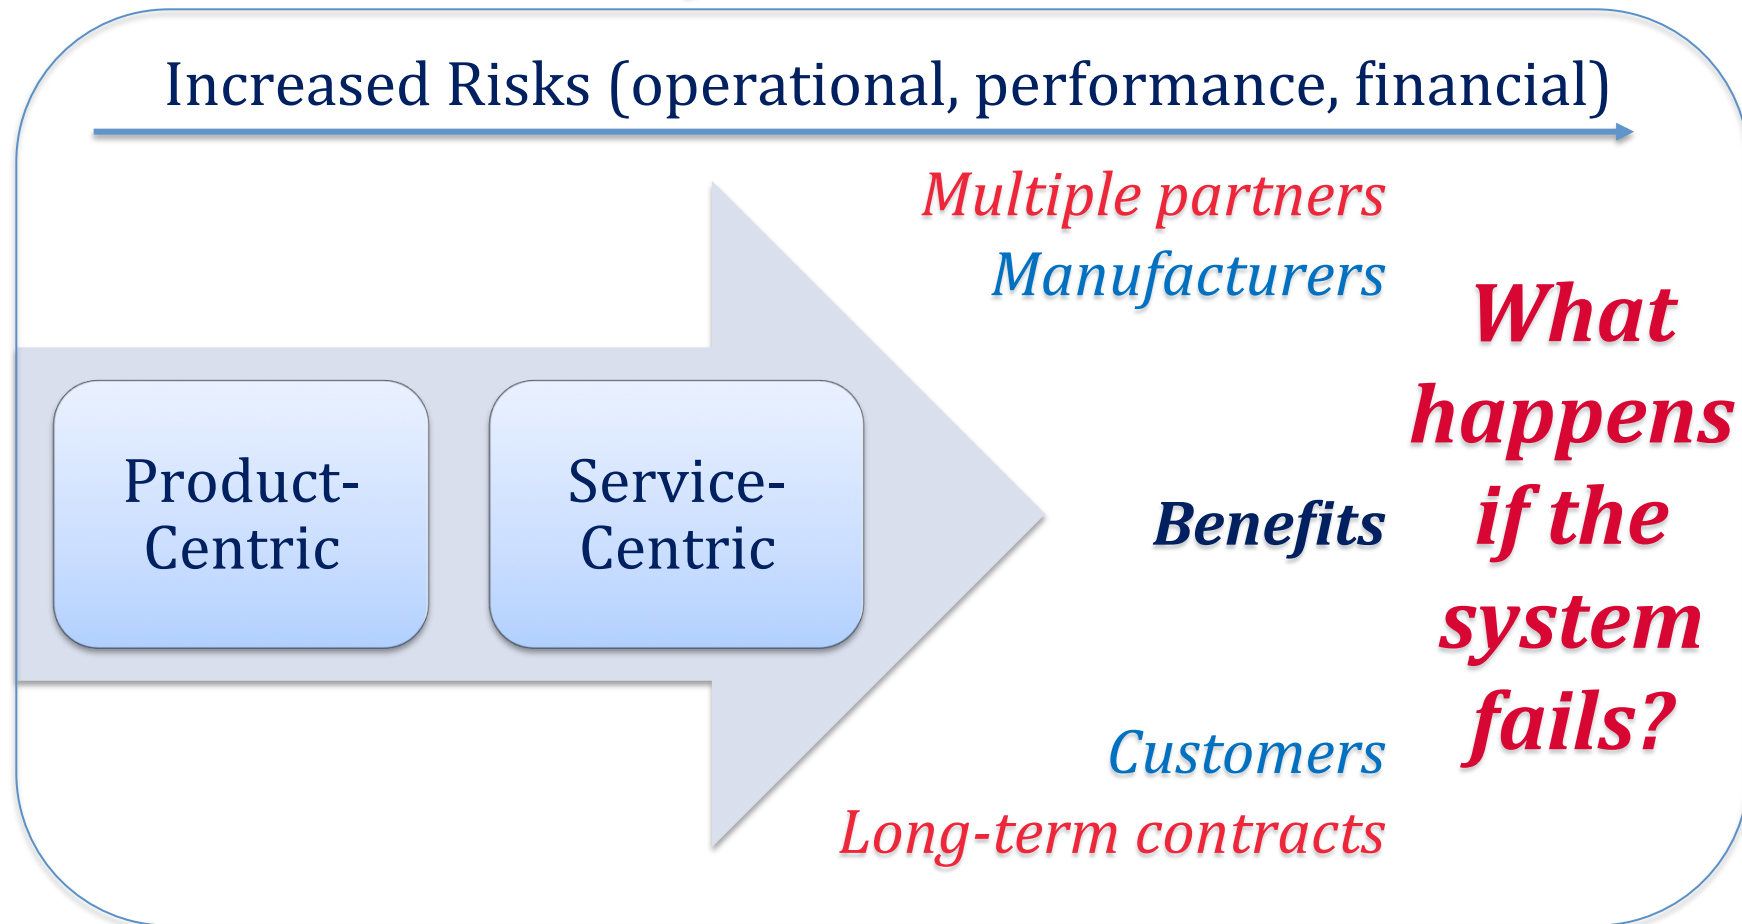 Increased Risks (operational, performance, financial)
Multiple partners
Manufacturers
Product-
Centric
Service-
Centric
Benefits
Customers
Long-term contracts
What
happens
if the
system
fails?